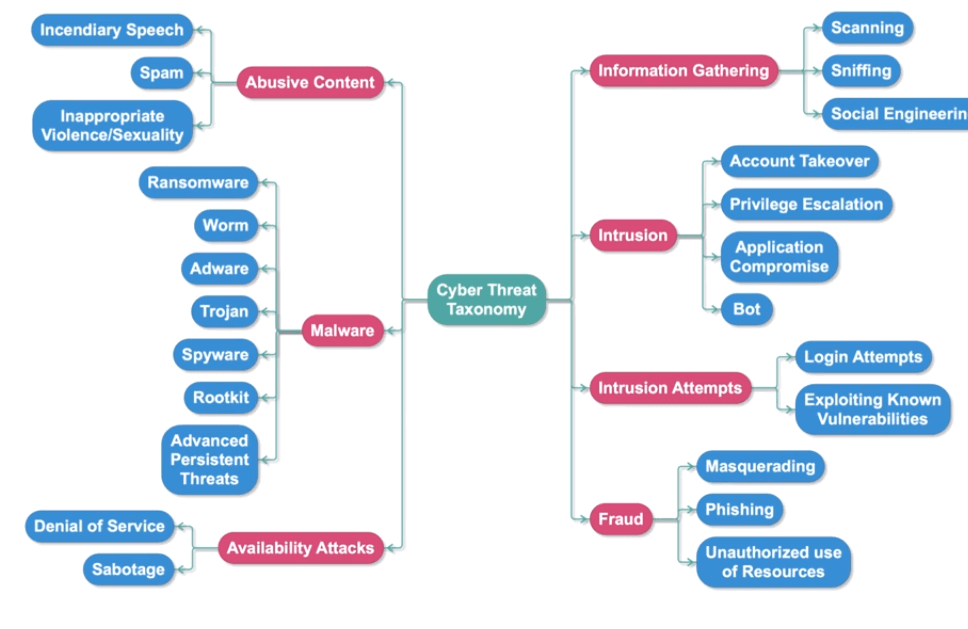 Incendiary Speech
Spam
Inappropriate
Violence/Sexuality
Abusive Content
Ransomware
Worm
Adware
Trojan
Spyware
Rootkit
Advanced
Persistent
Threats
Malware
Denial of Service
Sabotage
Availability Attacks
Cyber Threat
Taxonomy
Information Gathering
Scanning
Sniffing
Social Engineerin
Intrusion
Account Takeover
Privilege Escalation
Application
Compromise
Bot
Intrusion Attempts
Login Attempts
Exploiting Known
Vulnerabilities
Fraud
Masquerading
Phishing
Unauthorized use
of Resources